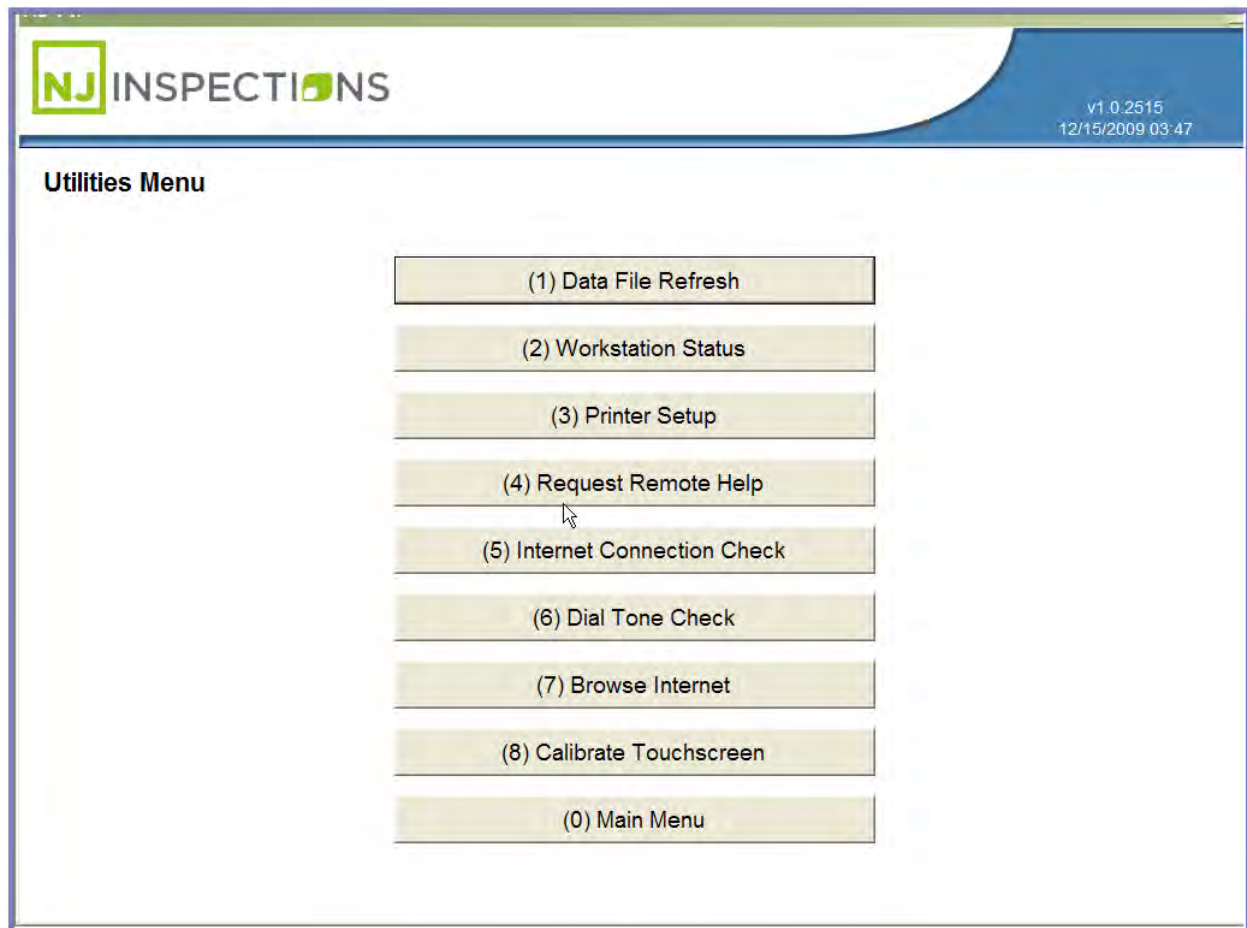 NJ INSPECTIONS
v1.0.2515
12/15/2009 03:47
Utilities Menu
(1) Data File Refresh
(2) Workstation Status
(3) Printer Setup
(4) Request Remote Help
(5) Internet Connection Check
(6) Dial Tone Check
(7) Browse Internet
(8) Calibrate Touchscreen
(0) Main Menu